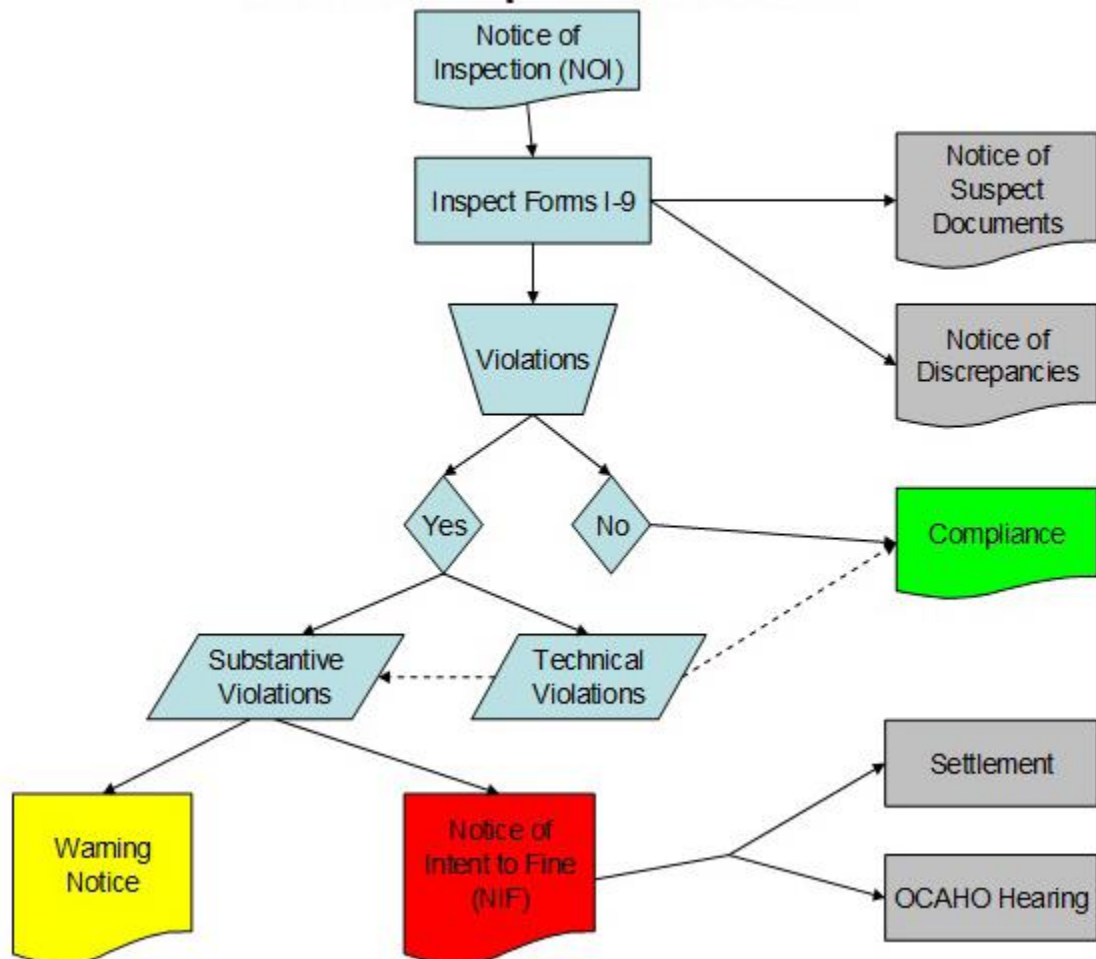 Notice of
Inspection (NOI)
Inspect Forms I-9
Notice of
Suspect
Documents
Violations
Notice of
Discrepancies
Yes
No
Compliance
Substantive
Violations
Technical
Violations
Settlement
Warning
Notice
Notice of
Intent to Fine
(NIF)
OCAHO Hearing